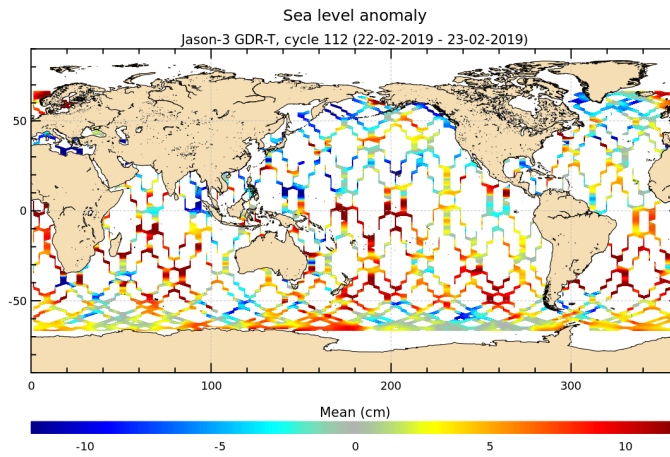 Sea level anomaly
Jason-3 GDR-T, cycle 112 (22-02-2019 - 23-02-2019)
50
0
-50
0 100 200 300
Mean (cm)
-10 -5 0 5 10